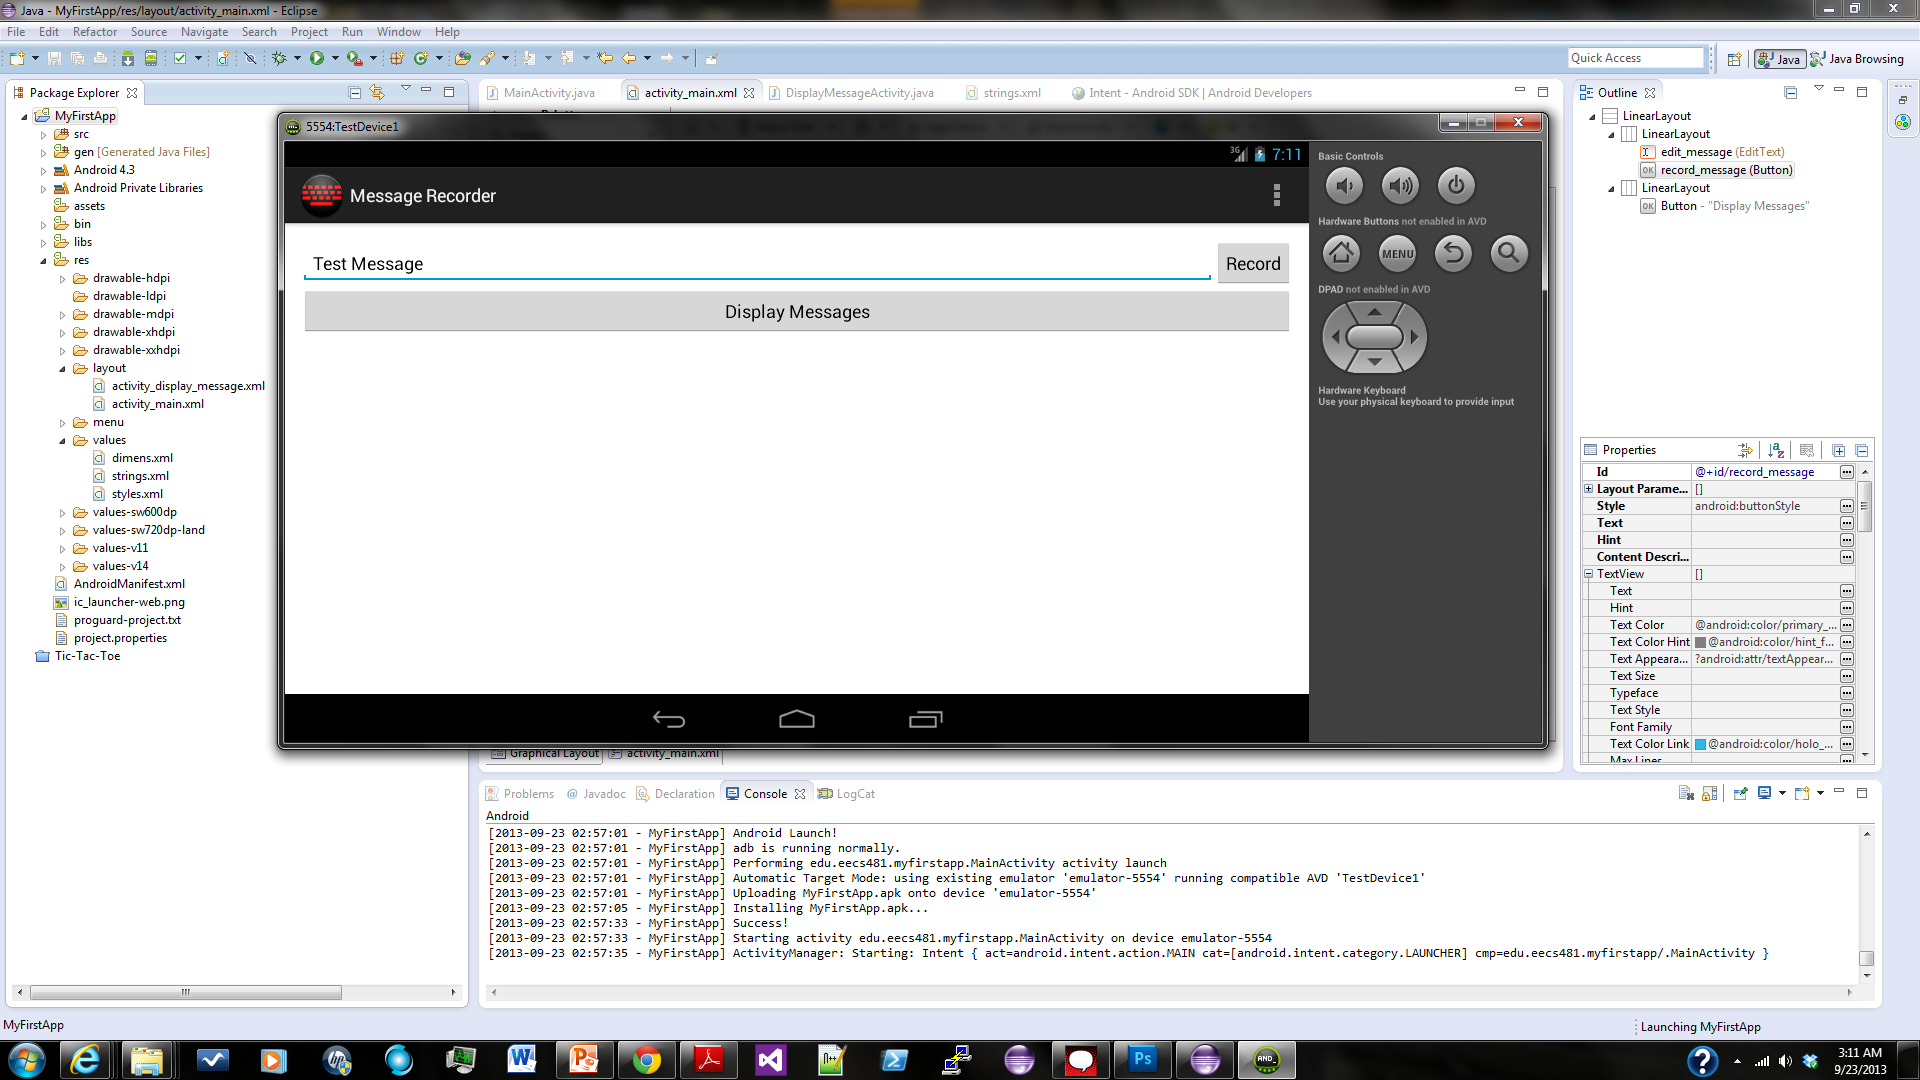 Java - MyFirstApp/res/layout/activity_main.xml - Eclipse
File Edit Refactor Source Navigate Search Project Run Window Help
Quick Access
Java
Java Browsing
Package Explorer
MyFirstApp
src
gen [Generated Java Files]
Android 4.3
Android Private Libraries
assets
bin
libs
res
drawable-hdpi
drawable-ldpi
drawable-mdpi
drawable-xhdpi
drawable-xxhdpi
layout
activity_display_message.xml
activity_main.xml
menu
values
dimens.xml
strings.xml
styles.xml
values-sw600dp
values-sw720dp-land
values-v11
values-v14
AndroidManifest.xml
ic_launcher-web.png
proguard-project.txt
project.properties
Tic-Tac-Toe
MainActivity.java
activity_main.xml
DisplayMessageActivity.java
strings.xml
Intent - Android SDK | Android Developers
5554:TestDevice1
3G 7:11
Message Recorder
Test Message
Record
Display Messages
Basic Controls
Hardware Buttons not enabled in AVD
MENU
DPAD not enabled in AVD
Hardware Keyboard
Use your physical keyboard to provide input
Graphical Layout
activity_main.xml
Outline
LinearLayout
LinearLayout
edit_message (EditText)
OK record_message (Button)
LinearLayout
OK Button - "Display Messages"
Properties
Id @+id/record_message
Layout Parame... []
Style android:buttonStyle
Text
Hint
Content Descri...
TextView []
Text
Hint
Text Color @android:color/primary_...
Text Color Hint @android:color/hint_f...
Text Appeara... ?android:attr/textAppear...
Text Size
Typeface
Text Style
Font Family
Text Color Link @android:color/holo_...
Max Lines
Problems
@ Javadoc
Declaration
Console
LogCat
Android
[2013-09-23 02:57:01 - MyFirstApp] Android Launch!
[2013-09-23 02:57:01 - MyFirstApp] adb is running normally.
[2013-09-23 02:57:01 - MyFirstApp] Performing edu.eecs481.myfirstapp.MainActivity activity launch
[2013-09-23 02:57:01 - MyFirstApp] Automatic Target Mode: using existing emulator 'emulator-5554' running compatible AVD 'TestDevice1'
[2013-09-23 02:57:01 - MyFirstApp] Uploading MyFirstApp.apk onto device 'emulator-5554'
[2013-09-23 02:57:05 - MyFirstApp] Installing MyFirstApp.apk...
[2013-09-23 02:57:33 - MyFirstApp] Success!
[2013-09-23 02:57:33 - MyFirstApp] Starting activity edu.eecs481.myfirstapp.MainActivity on device emulator-5554
[2013-09-23 02:57:35 - MyFirstApp] ActivityManager: Starting: Intent { act=android.intent.action.MAIN cat=[android.intent.category.LAUNCHER] cmp=edu.eecs481.myfirstapp/.MainActivity }
MyFirstApp
Launching MyFirstApp
Ps
AND
3:11 AM
9/23/2013